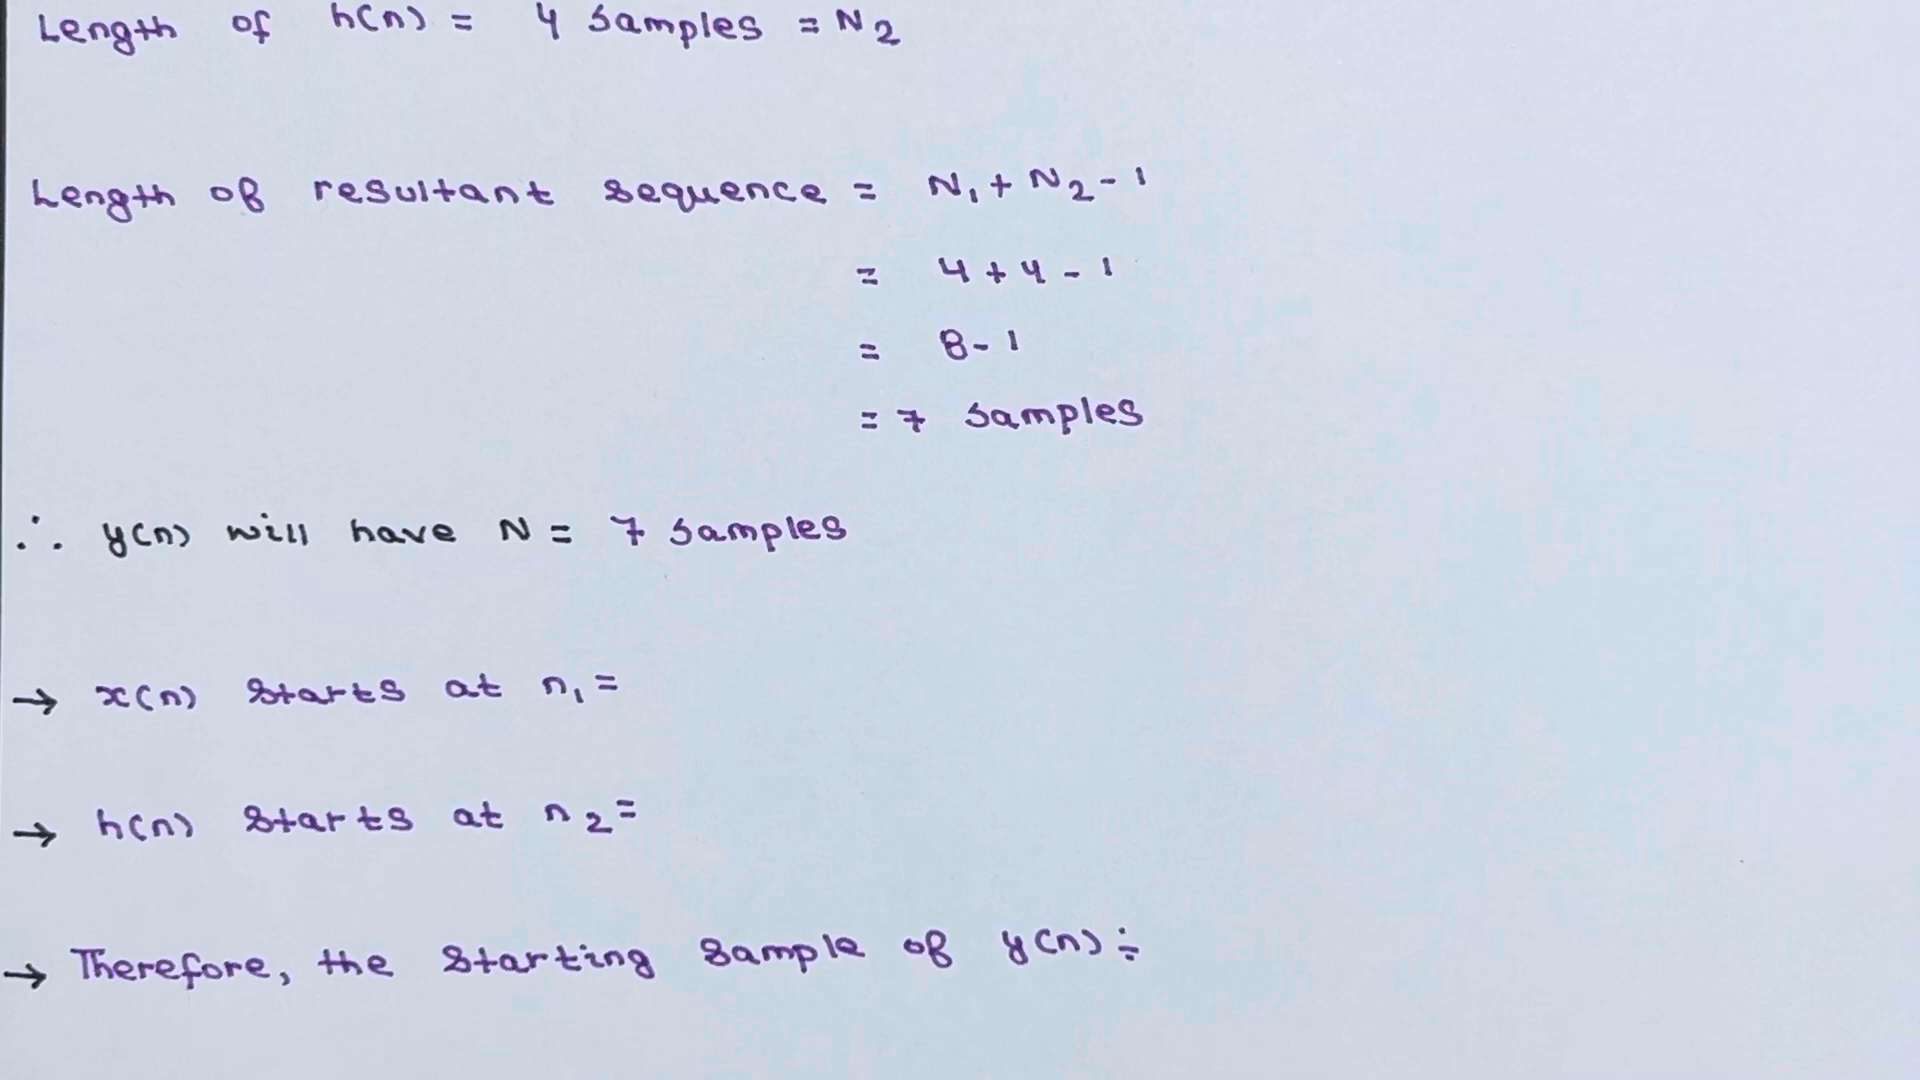 Length of h(n) = 4 samples = N2
Length of resultant sequence = N1 + N2 - 1
= 4 + 4 - 1
= 8 - 1
= 7 samples
∴ y(n) will have N = 7 samples
→ x(n) starts at n1 =
→ h(n) starts at n2 =
→ Therefore, the starting sample of y(n) ÷